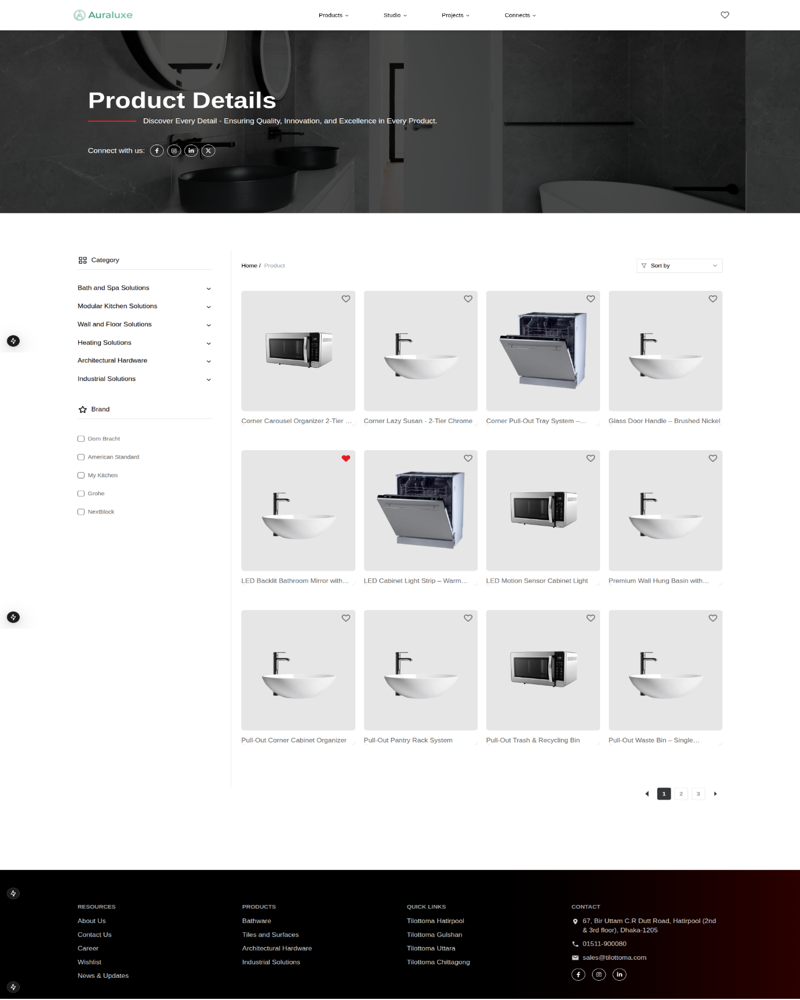 Auraluxe
Products
Studio
Projects
Connects
Product Details
Discover Every Detail - Ensuring Quality, Innovation, and Excellence in Every Product.
Connect with us:
Category
Bath and Spa Solutions
Modular Kitchen Solutions
Wall and Floor Solutions
Heating Solutions
Architectural Hardware
Industrial Solutions
Brand
Dorn Bracht
American Standard
My Kitchen
Grohe
Nextblock
Home / Product
Sort by
Corner Carousel Organizer 2-Tier …
Corner Lazy Susan - 2-Tier Chrome
Corner Pull-Out Tray System –…
Glass Door Handle – Brushed Nickel
LED Backlit Bathroom Mirror with…
LED Cabinet Light Strip – Warm…
LED Motion Sensor Cabinet Light
Premium Wall Hung Basin with…
Pull-Out Corner Cabinet Organizer
Pull-Out Pantry Rack System
Pull-Out Trash & Recycling Bin
Pull-Out Waste Bin – Single…
1
2
3
RESOURCES
About Us
Contact Us
Career
Wishlist
News & Updates
PRODUCTS
Bathware
Tiles and Surfaces
Architectural Hardware
Industrial Solutions
QUICK LINKS
Tilottoma Hatirpool
Tilottoma Gulshan
Tilottoma Uttara
Tilottoma Chittagong
CONTACT
67, Bir Uttam C.R Dutt Road, Hatirpool (2nd
& 3rd floor), Dhaka-1205
01511-900080
sales@tilottoma.com